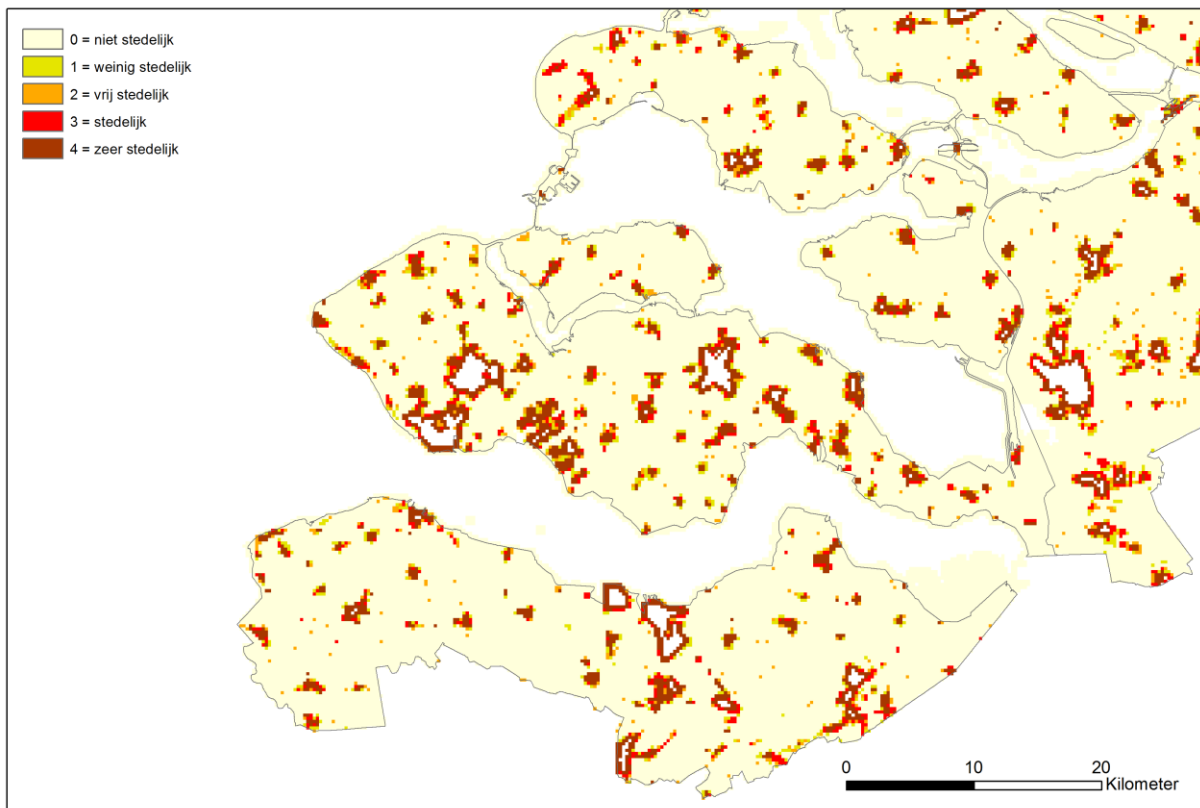 0 = niet stedelijk
1 = weinig stedelijk
2 = vrij stedelijk
3 = stedelijk
4 = zeer stedelijk
0 10 20
Kilometer